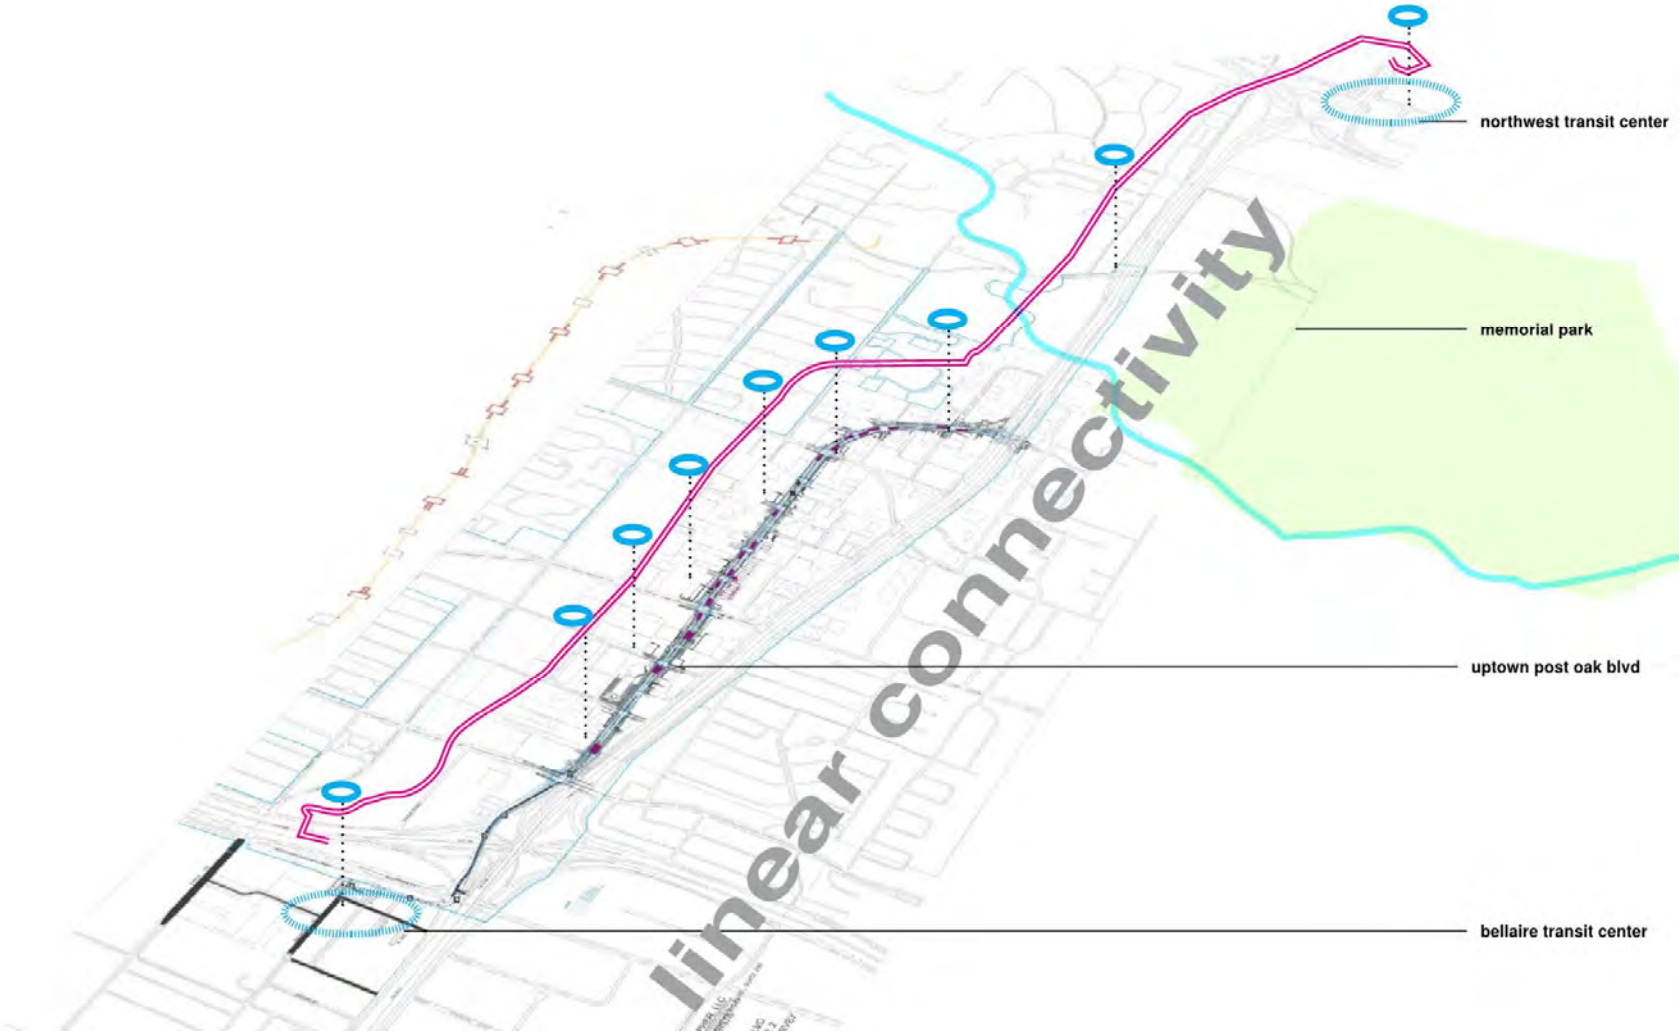 northwest transit center
linear connectivity
memorial park
uptown post oak blvd
bellaire transit center